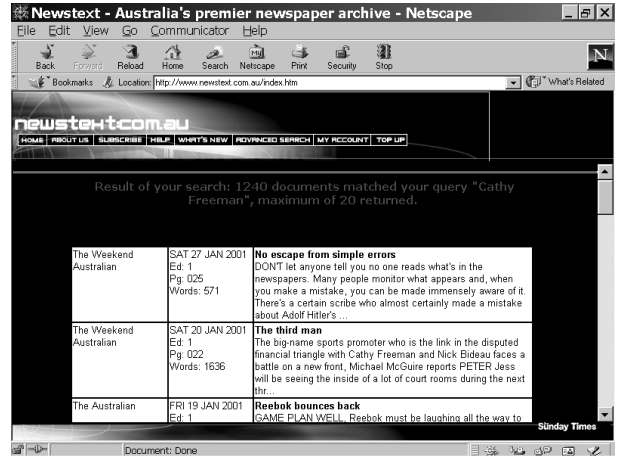 Newstext - Australia's premier newspaper archive - Netscape
File Edit View Go Communicator Help
Back Forward Reload Home Search Netscape Print Security Stop
My
N
Bookmarks Location: http://www.newstext.com.au/index.htm What's Related
newstext.com.au
HOME ABOUT US SUBSCRIBE HELP WHAT'S NEW ADVANCED SEARCH MY ACCOUNT TOP UP
Result of your search: 1240 documents matched your query "Cathy
Freeman", maximum of 20 returned.
The Weekend
Australian
SAT 27 JAN 2001
Ed: 1
Pg: 025
Words: 571
No escape from simple errors
DON'T let anyone tell you no one reads what's in the
newspapers. Many people monitor what appears and, when
you make a mistake, you can be made immensely aware of it.
There's a certain scribe who almost certainly made a mistake
about Adolf Hitler's ...
The Weekend
Australian
SAT 20 JAN 2001
Ed: 1
Pg: 022
Words: 1636
The third man
The big-name sports promoter who is the link in the disputed
financial triangle with Cathy Freeman and Nick Bideau faces a
battle on a new front, Michael McGuire reports PETER Jess
will be seeing the inside of a lot of court rooms during the next
thr...
The Australian
FRI 19 JAN 2001
Ed: 1
Reebok bounces back
GAME PLAN WELL, Reebok must be laughing all the way to
Sunday Times
Document: Done